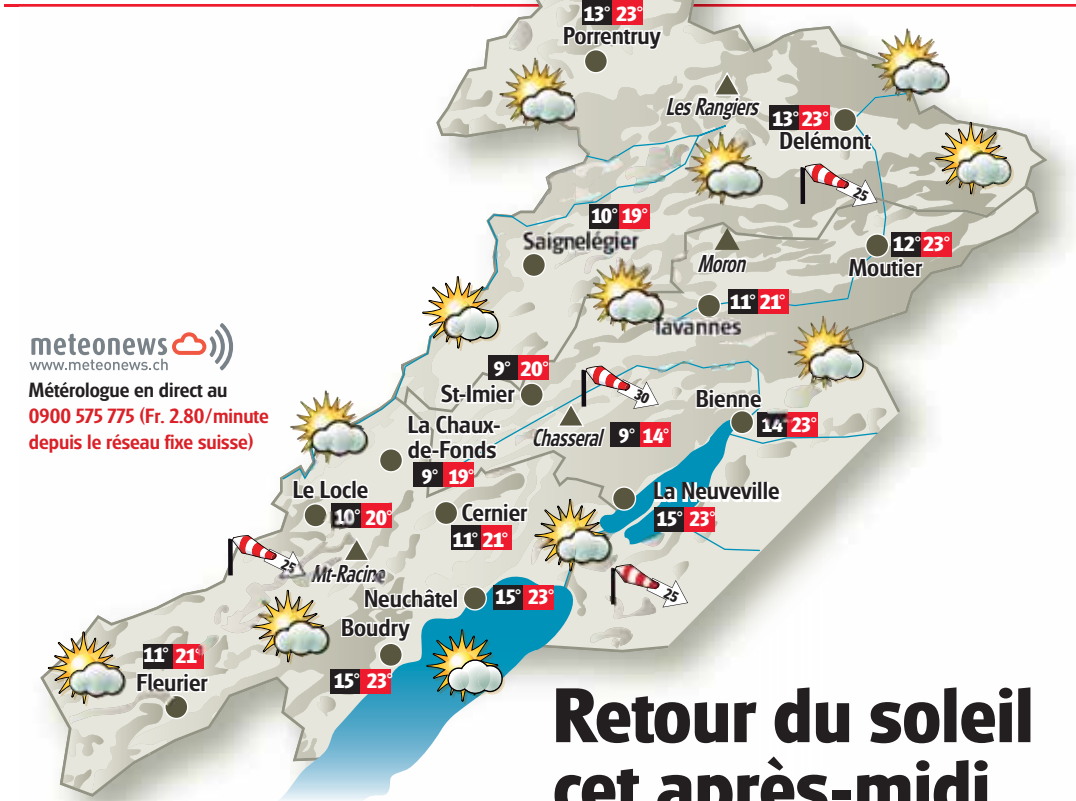 13° 23°
Porrentruy
Les Rangiers
13° 23°
Delémont
25
10° 19°
Saignelégier
Moron
12° 23°
Moutier
11° 21°
Tavannes
meteonews
www.meteonews.ch
Météorologue en direct au
0900 575 775 (Fr. 2.80/minute
depuis le réseau fixe suisse)
9° 20°
St-Imier
30
Chasseral 9° 14°
Bienne
14° 23°
La Chaux-
de-Fonds
9° 19°
Le Locle
10° 20°
Cernier
11° 21°
La Neuveville
15° 23°
25
Mt-Racine
25
Neuchâtel 15° 23°
Boudry
15° 23°
11° 21°
Fleurier
Retour du soleil
cet après-midi